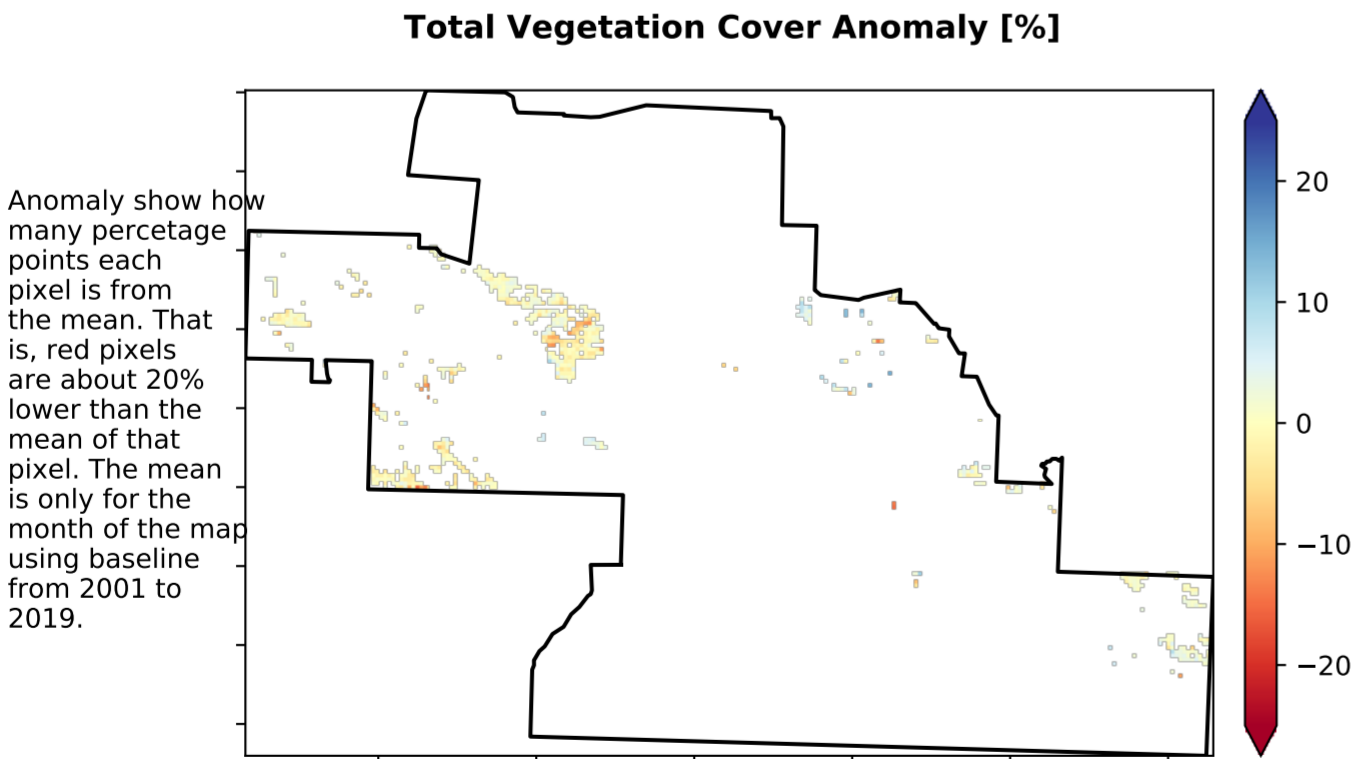 Total Vegetation Cover Anomaly [%]
Anomaly show how
many percetage
points each
pixel is from
the mean. That
is, red pixels
are about 20%
lower than the
mean of that
pixel. The mean
is only for the
month of the map
using baseline
from 2001 to
2019.
20
10
0
−10
−20